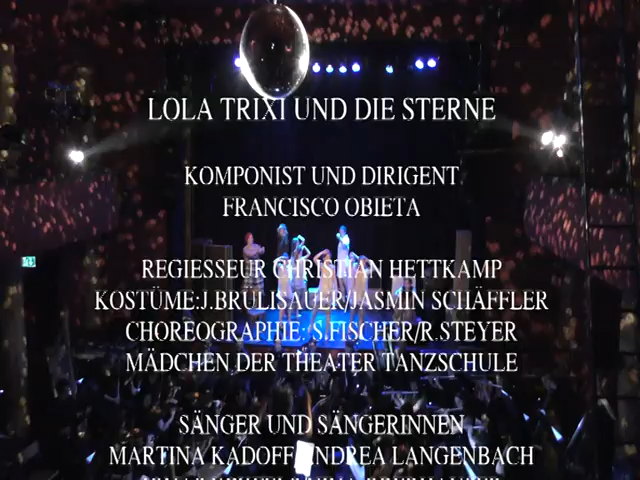 LOLA TRIXI UND DIE STERNE
KOMPONIST UND DIRIGENT
FRANCISCO OBIETA
REGIESSEUR CHRISTIAN HETTKAMP
KOSTÜME:J.BRÜLISAUER/JASMIN SCHÄFFLER
CHOREOGRAPHIE: S.FISCHER/R.STEYER
MÄDCHEN DER THEATER TANZSCHULE
SÄNGER UND SÄNGERINNEN
MARTINA KADOFF ANDREA LANGENBACH